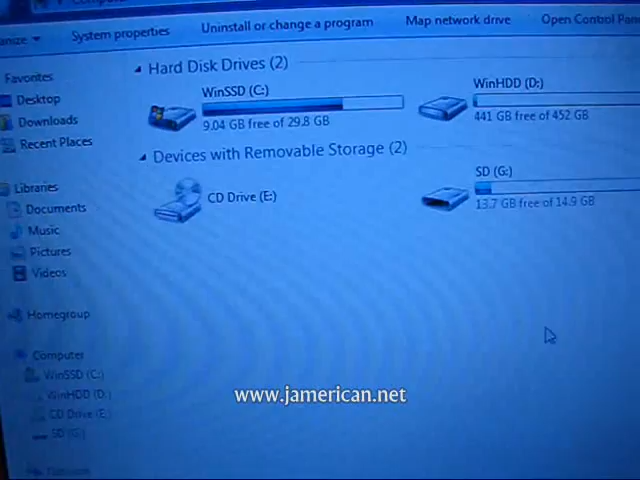 System properties Uninstall or change a program Map network drive Open Control
Favorites
Desktop
Downloads
Recent Places
Libraries
Documents
Music
Pictures
Videos
Homegroup
Computer
WinSSD (C:)
WinHDD (D:)
CD Drive (E:)
SD (G:)
Hard Disk Drives (2)
WinSSD (C:)
9.04 GB free of 29.8 GB
WinHDD (D:)
441 GB free of 452 GB
Devices with Removable Storage (2)
CD Drive (E:)
SD (G:)
13.7 GB free of 14.9 GB
www.jamerican.net